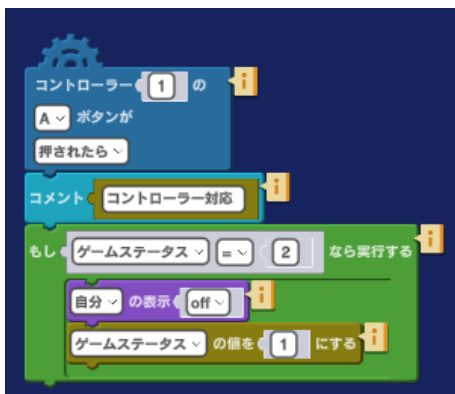 コントローラー 1 の
A ボタンが
押されたら
コメント コントローラー対応
もし ゲームステータス = 2 なら実行する
自分 の表示 off
ゲームステータス の値を 1 にする